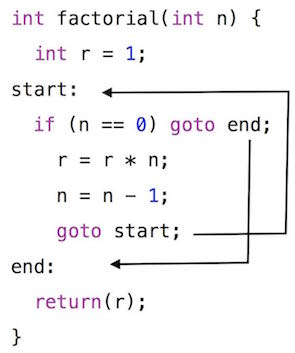 int factorial(int n) {
int r = 1;
start:
if (n == 0) goto end;
r = r * n;
n = n - 1;
goto start;
end:
return(r);
}